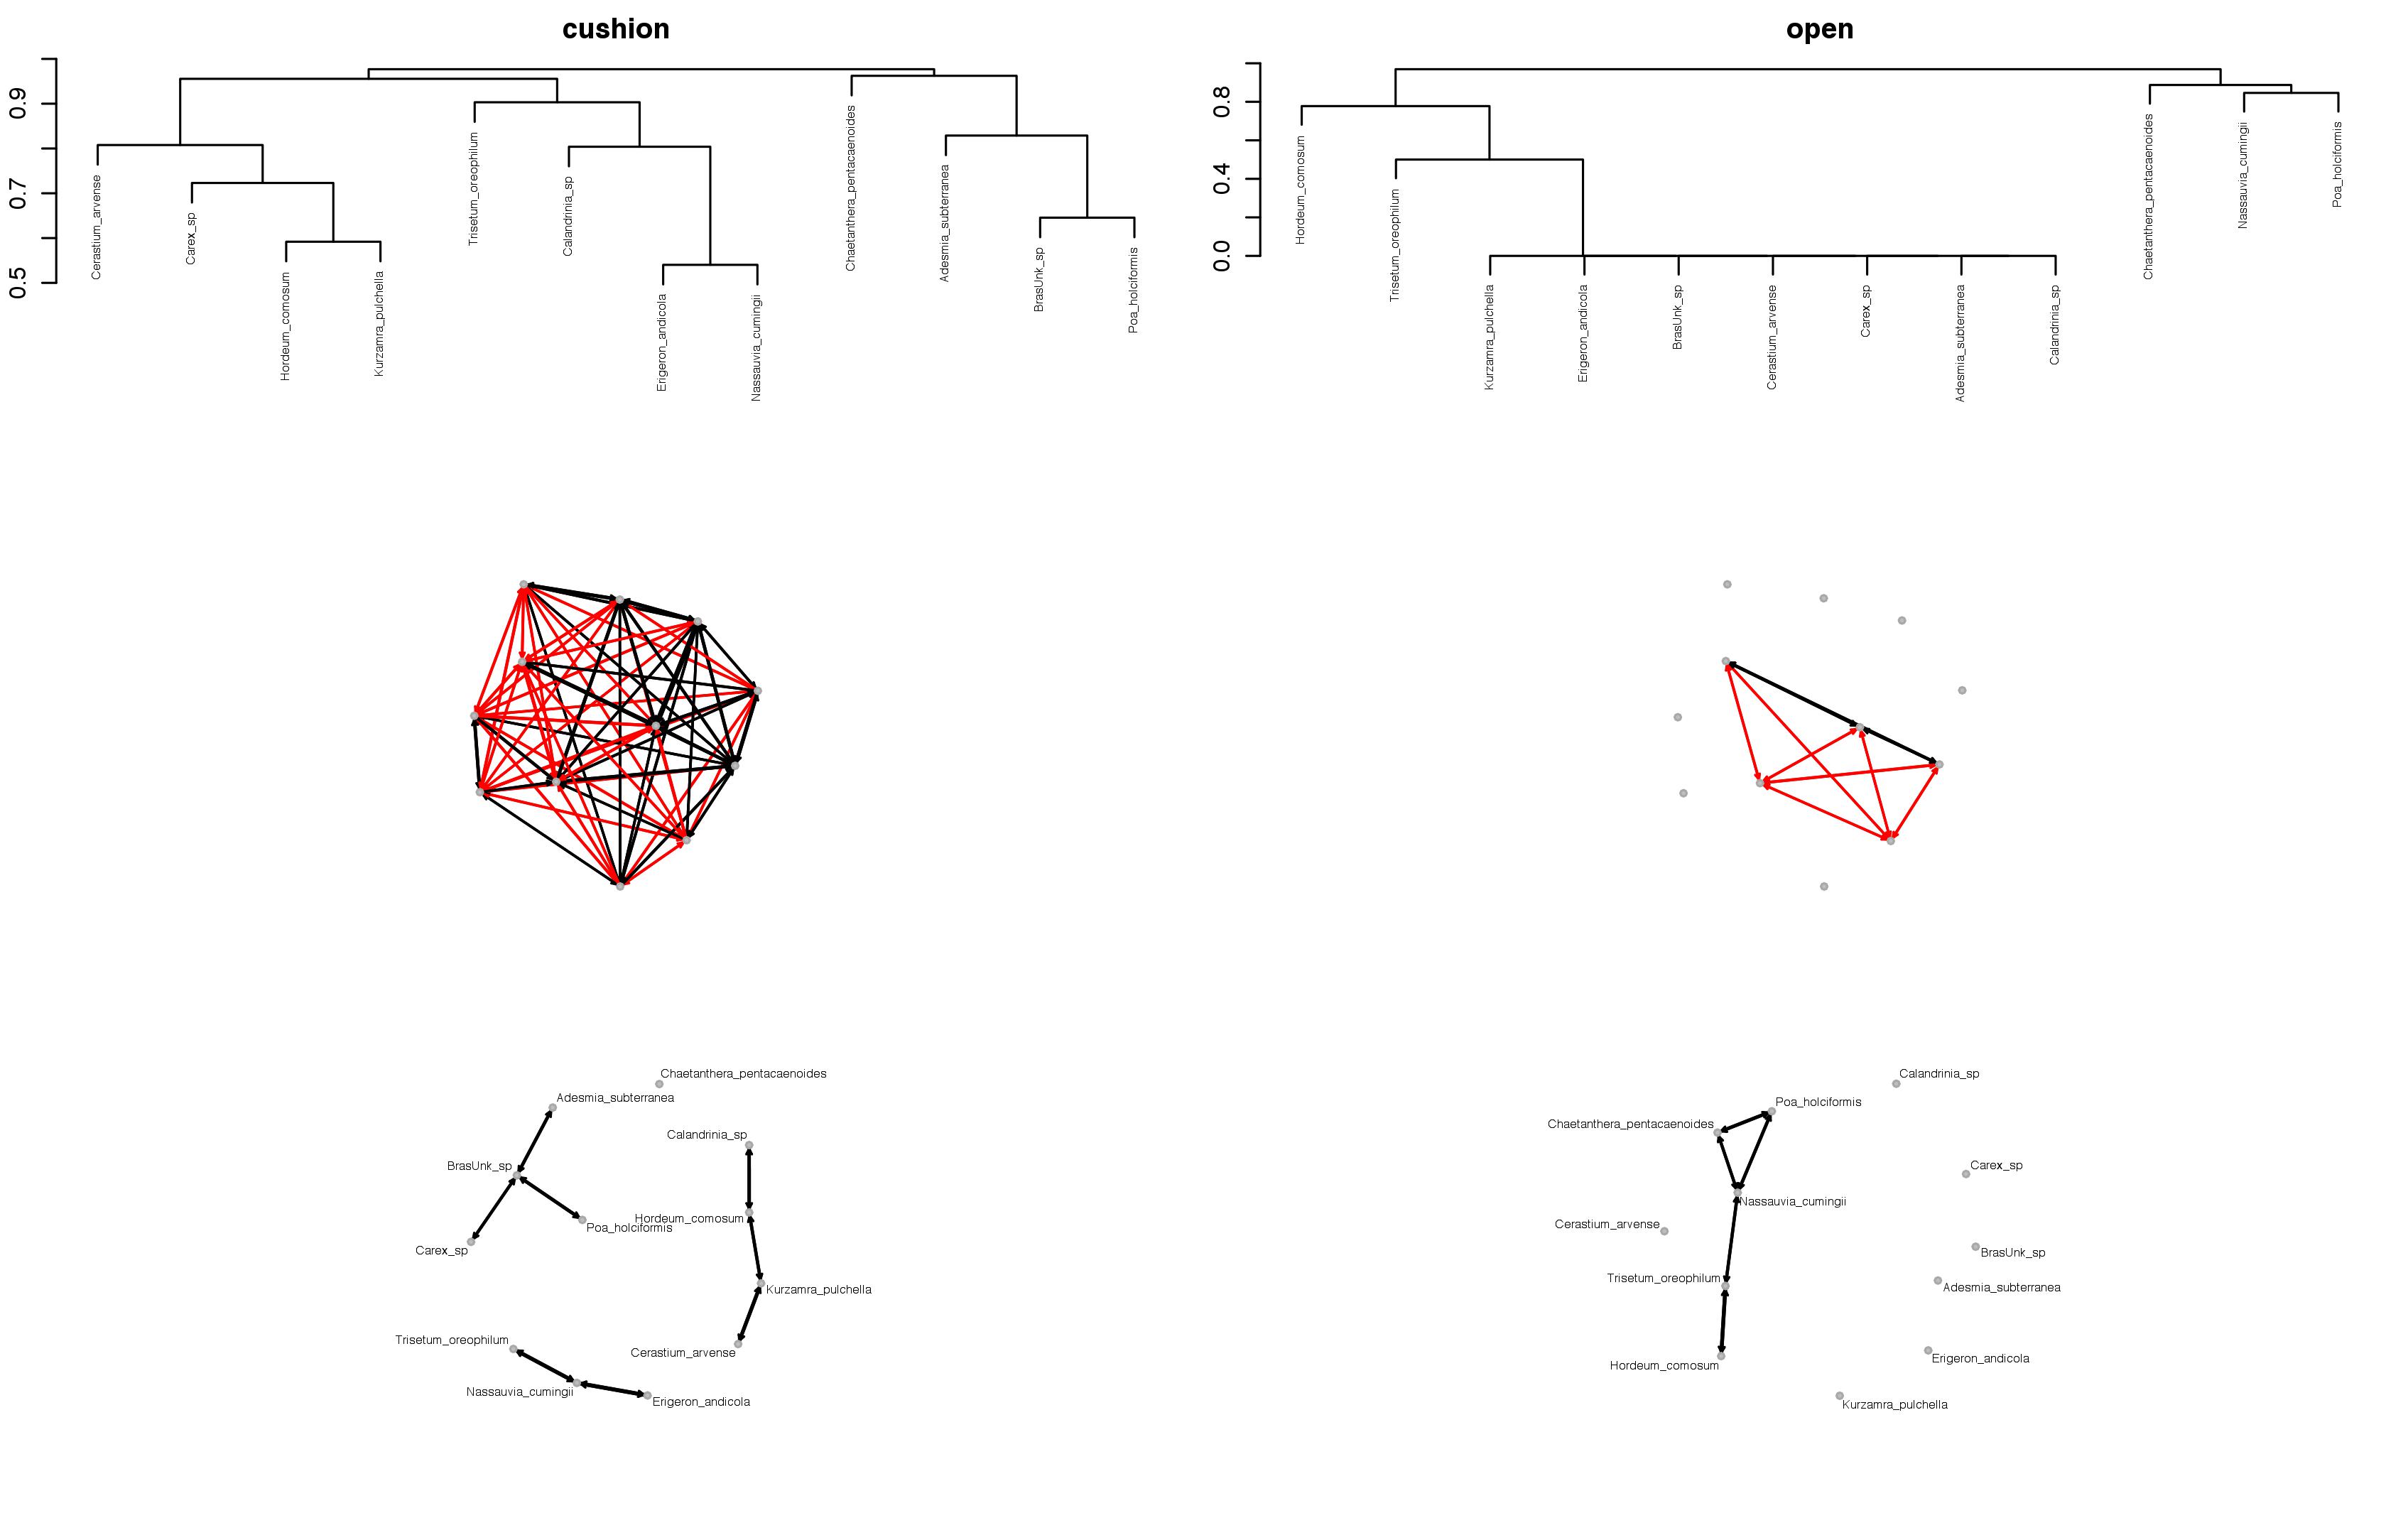 cushion
0.9
0.7
0.5
Cerastium_arvense
Carex_sp
Hordeum_comosum
Kurzamra_pulchella
Trisetum_oreophilum
Calandrinia_sp
Erigeron_andicola
Nassauvia_cumingii
Chaetanthera_pentacaenoides
Adesmia_subterranea
BrasUnk_sp
Poa_holciformis
open
0.8
0.4
0.0
Hordeum_comosum
Trisetum_oreophilum
Kurzamra_pulchella
Erigeron_andicola
BrasUnk_sp
Cerastium_arvense
Carex_sp
Adesmia_subterranea
Calandrinia_sp
Chaetanthera_pentacaenoides
Nassauvia_cumingii
Poa_holciformis
Chaetanthera_pentacaenoides
Adesmia_subterranea
Calandrinia_sp
BrasUnk_sp
Hordeum_comosum
Poa_holciformis
Carex_sp
Kurzamra_pulchella
Trisetum_oreophilum
Cerastium_arvense
Nassauvia_cumingii
Erigeron_andicola
Calandrinia_sp
Poa_holciformis
Chaetanthera_pentacaenoides
Carex_sp
Nassauvia_cumingii
Cerastium_arvense
BrasUnk_sp
Trisetum_oreophilum
Adesmia_subterranea
Hordeum_comosum
Erigeron_andicola
Kurzamra_pulchella